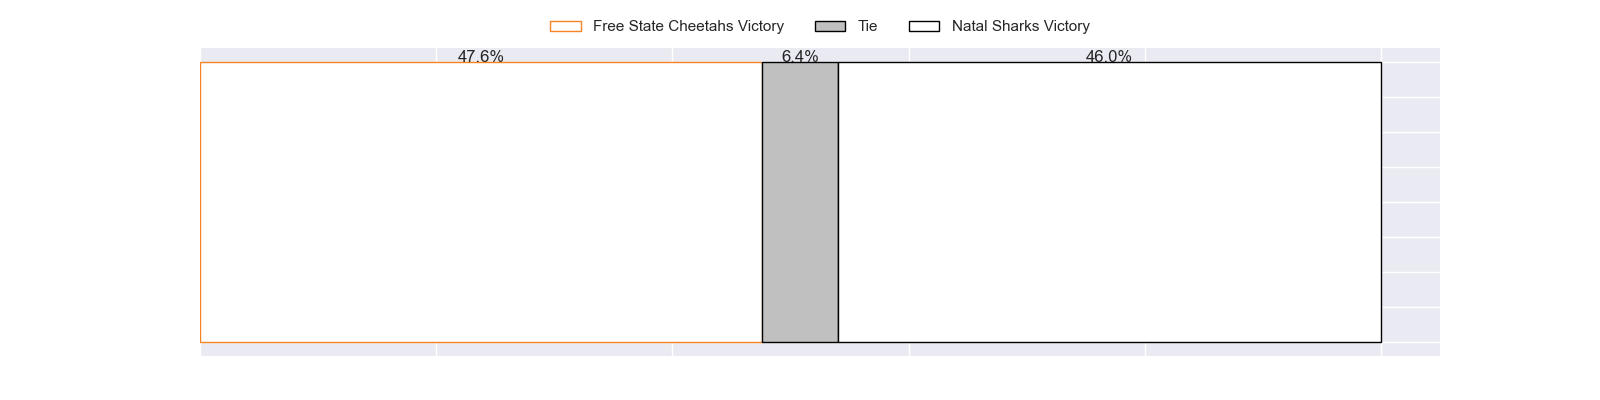 Free State Cheetahs Victory Tie Natal Sharks Victory
47.6% 6.4% 46.0%